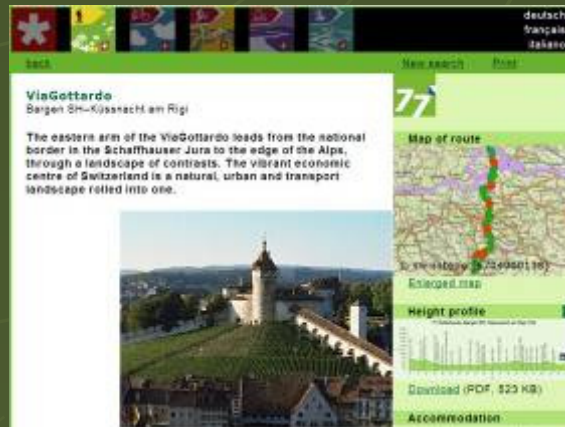 deutsch
français
italiano
back
New search
Print
ViaGottardo
Bargen SH–Küssnacht am Rigi
The eastern arm of the ViaGottardo leads from the national
border in the Schaffhauser Jura to the edge of the Alps,
through a landscape of contrasts. The vibrant economic
centre of Switzerland is a natural, urban and transport
landscape rolled into one.
77
Map of route
Enlarged map
Height profile
Download (PDF, 523 KB)
Accommodation